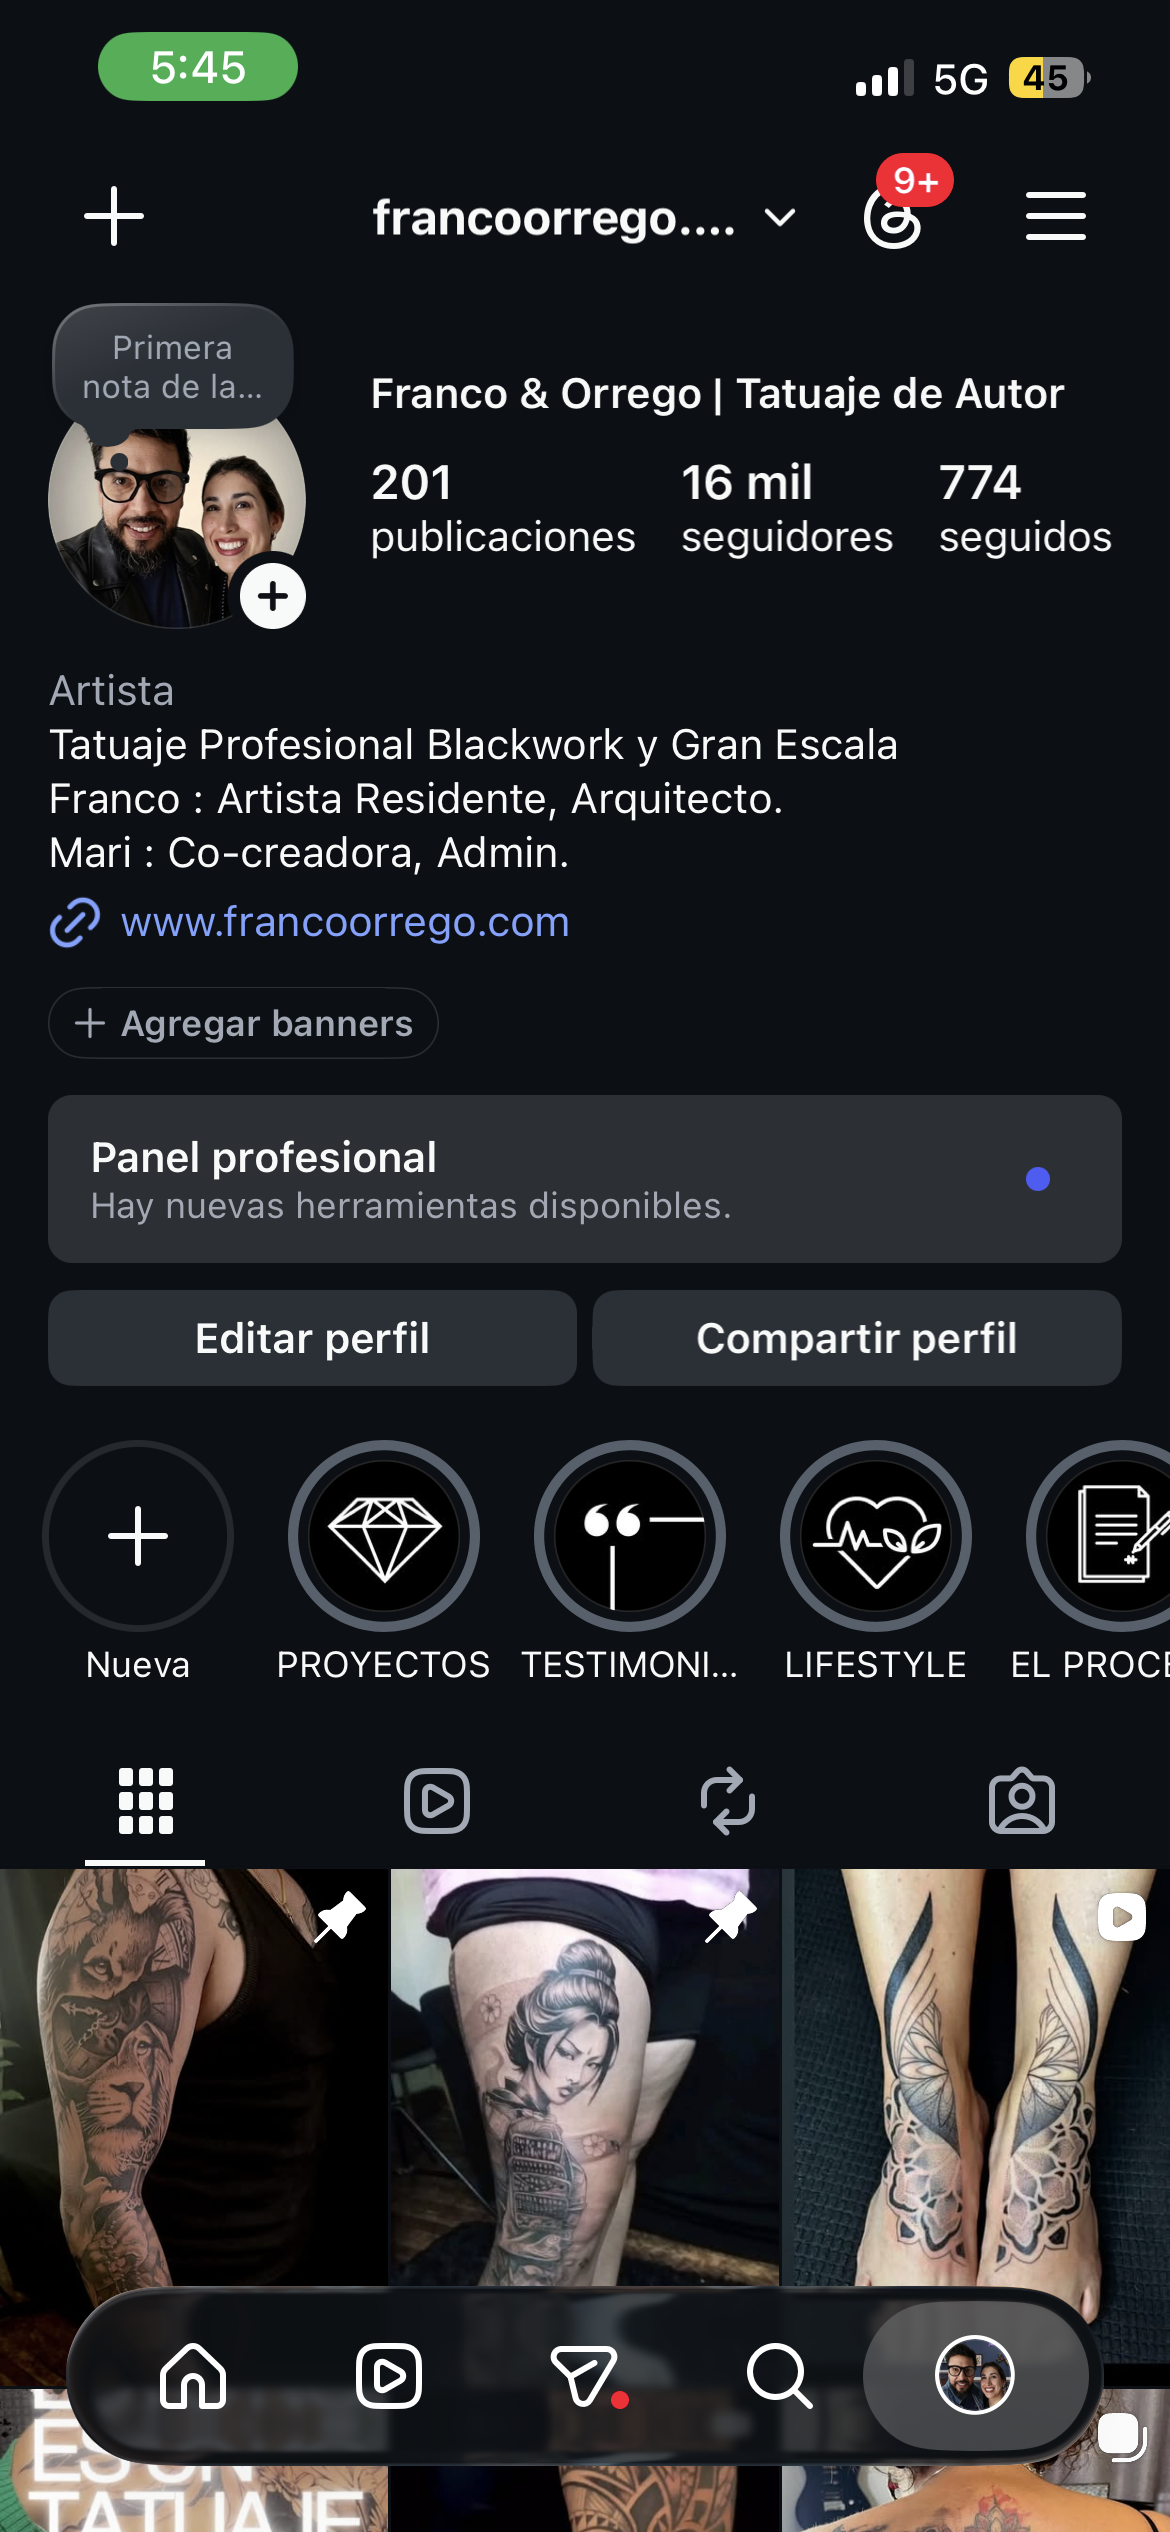 5:45
5G
45
9+
francoorrego....
Primera
nota de la...
Franco & Orrego | Tatuaje de Autor
201
16 mil
774
publicaciones
seguidores
seguidos
Artista
Tatuaje Profesional Blackwork y Gran Escala
Franco : Artista Residente, Arquitecto.
Mari : Co-creadora, Admin.
www.francoorrego.com
Agregar banners
Panel profesional
Hay nuevas herramientas disponibles.
Editar perfil
Compartir perfil
Nueva
PROYECTOS
TESTIMONI...
LIFESTYLE
EL PROCE
ES UN
TATUAJE